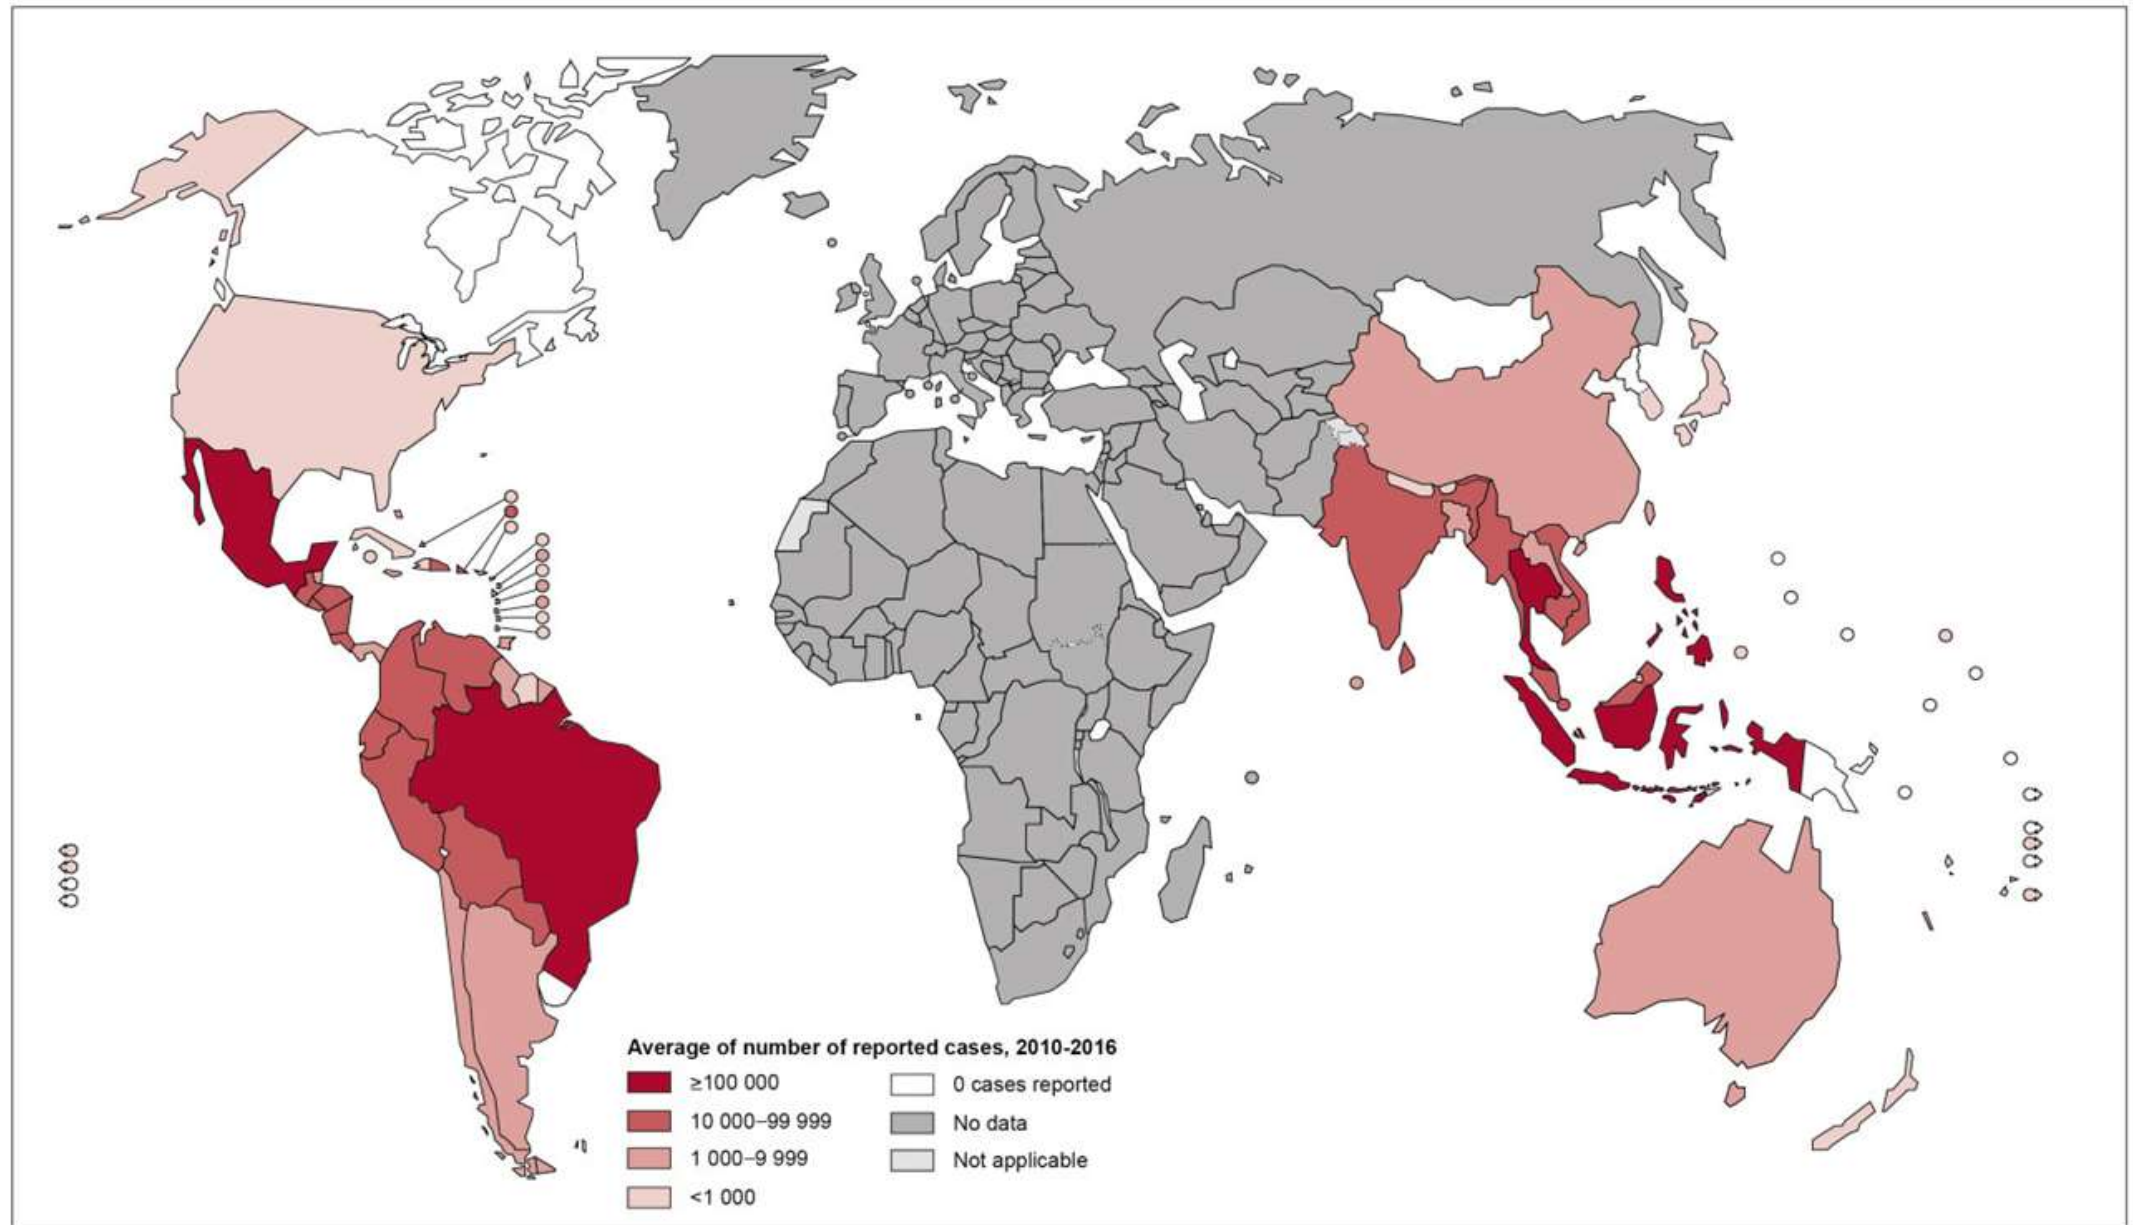 Average of number of reported cases, 2010-2016
≥100 000
10 000–99 999
1 000–9 999
<1 000
0 cases reported
No data
Not applicable